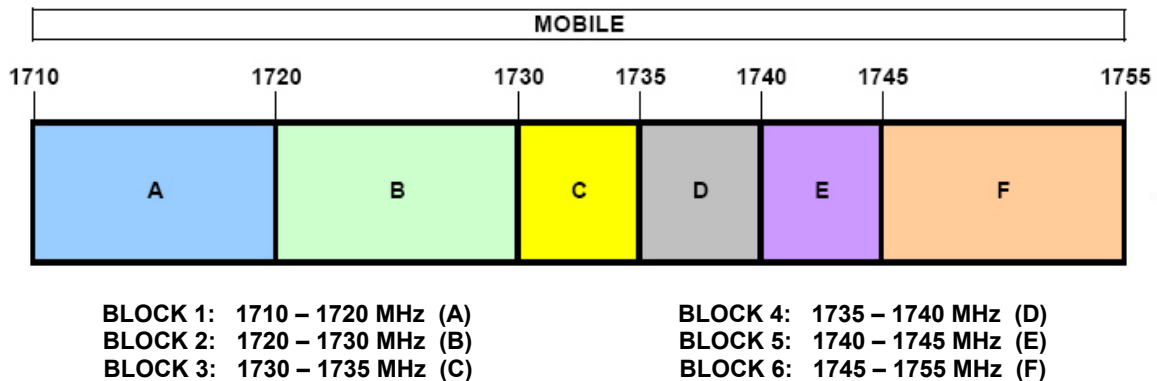 MOBILE
1710 1720 1730 1735 1740 1745 1755
A B C D E F
BLOCK 1: 1710 – 1720 MHz (A)
BLOCK 2: 1720 – 1730 MHz (B)
BLOCK 3: 1730 – 1735 MHz (C)
BLOCK 4: 1735 – 1740 MHz (D)
BLOCK 5: 1740 – 1745 MHz (E)
BLOCK 6: 1745 – 1755 MHz (F)